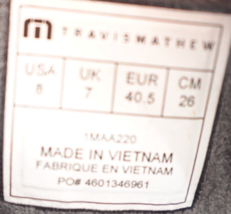 TRAVISMATHEW
USA UK EUR CM
8 7 40.5 26
1MAA220
MADE IN VIETNAM
FABRIQUE EN VIETNAM
PO# 4601346961